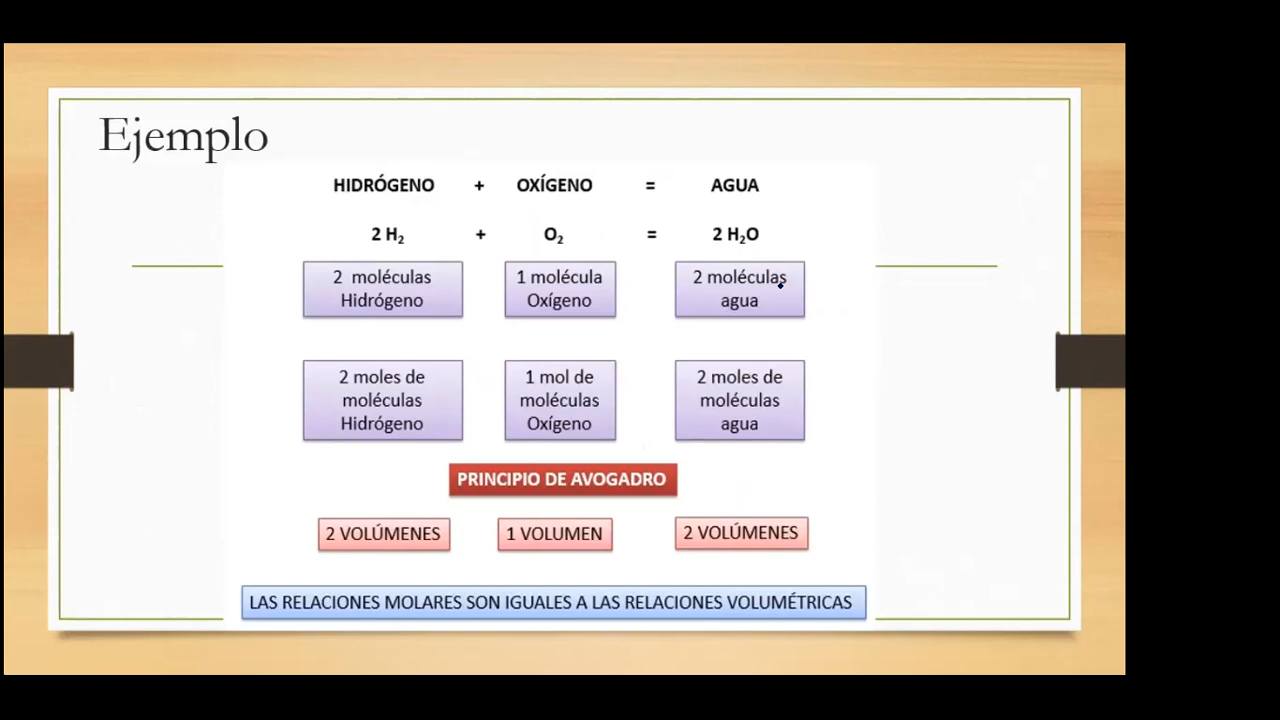 Ejemplo
HIDRÓGENO + OXÍGENO = AGUA
2 H₂ + O₂ = 2 H₂O
2 moléculas Hidrógeno
1 molécula Oxígeno
2 moléculas agua
2 moles de moléculas Hidrógeno
1 mol de moléculas Oxígeno
2 moles de moléculas agua
PRINCIPIO DE AVOGADRO
2 VOLÚMENES
1 VOLUMEN
2 VOLÚMENES
LAS RELACIONES MOLARES SON IGUALES A LAS RELACIONES VOLUMÉTRICAS